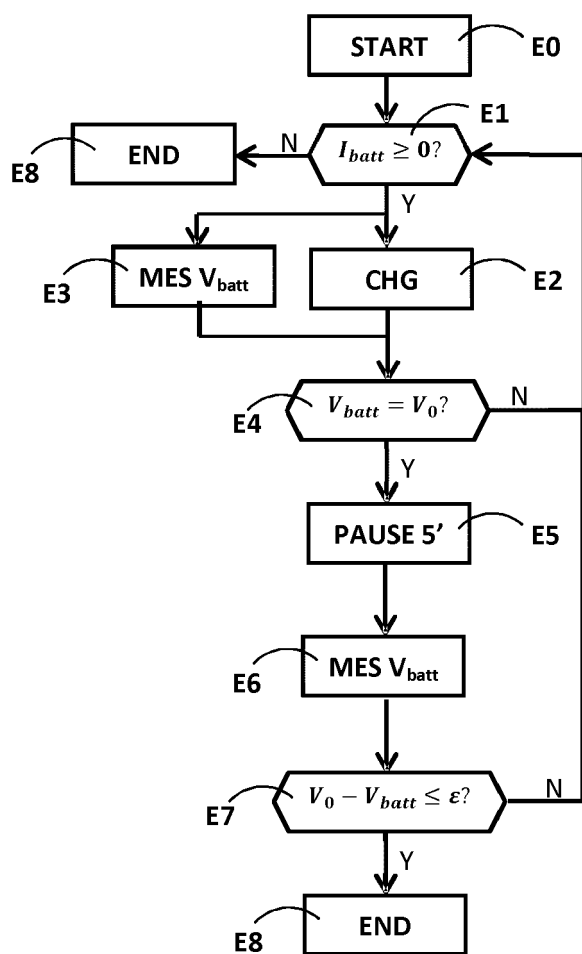 START
E0
E1
I_batt ≥ 0?
N
END
E8
Y
MES V_batt
E3
CHG
E2
V_batt = V_0?
N
E4
Y
PAUSE 5'
E5
MES V_batt
E6
V_0 − V_batt ≤ ε?
N
E7
Y
END
E8